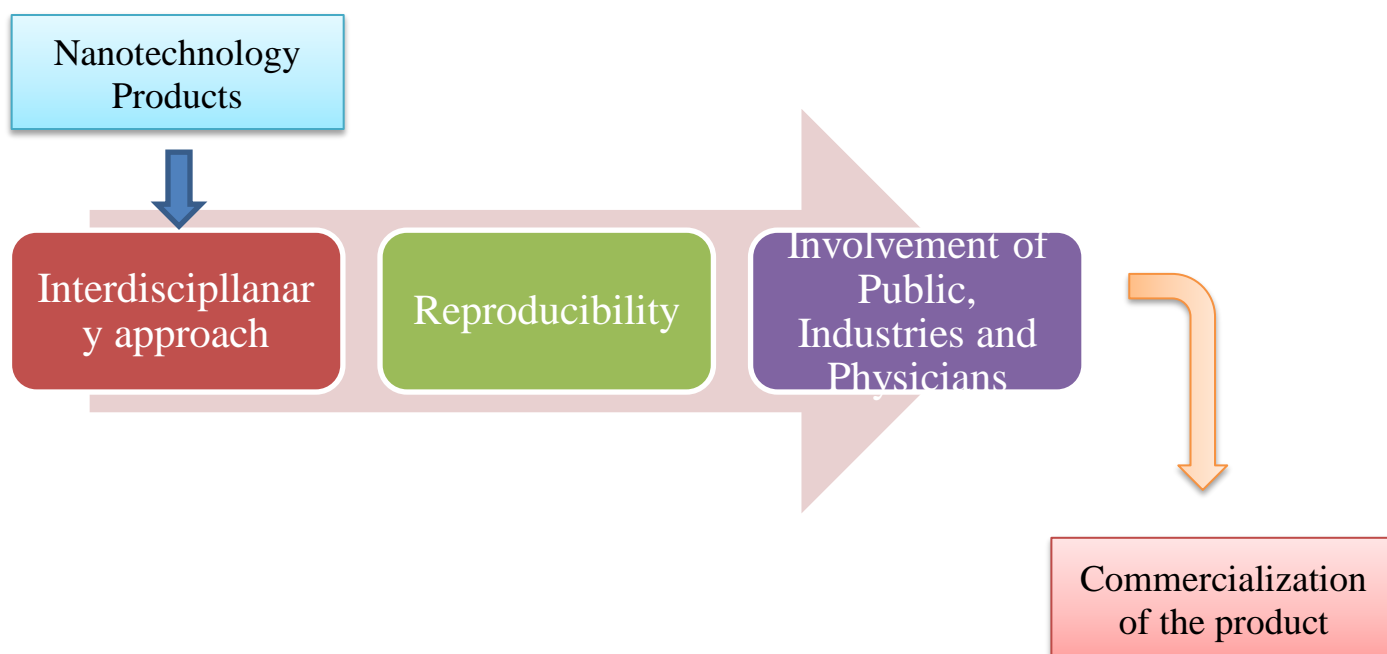 Nanotechnology
Products
Interdiscipllanar
y approach
Reproducibility
Involvement of
Public,
Industries and
Physicians
Commercialization
of the product